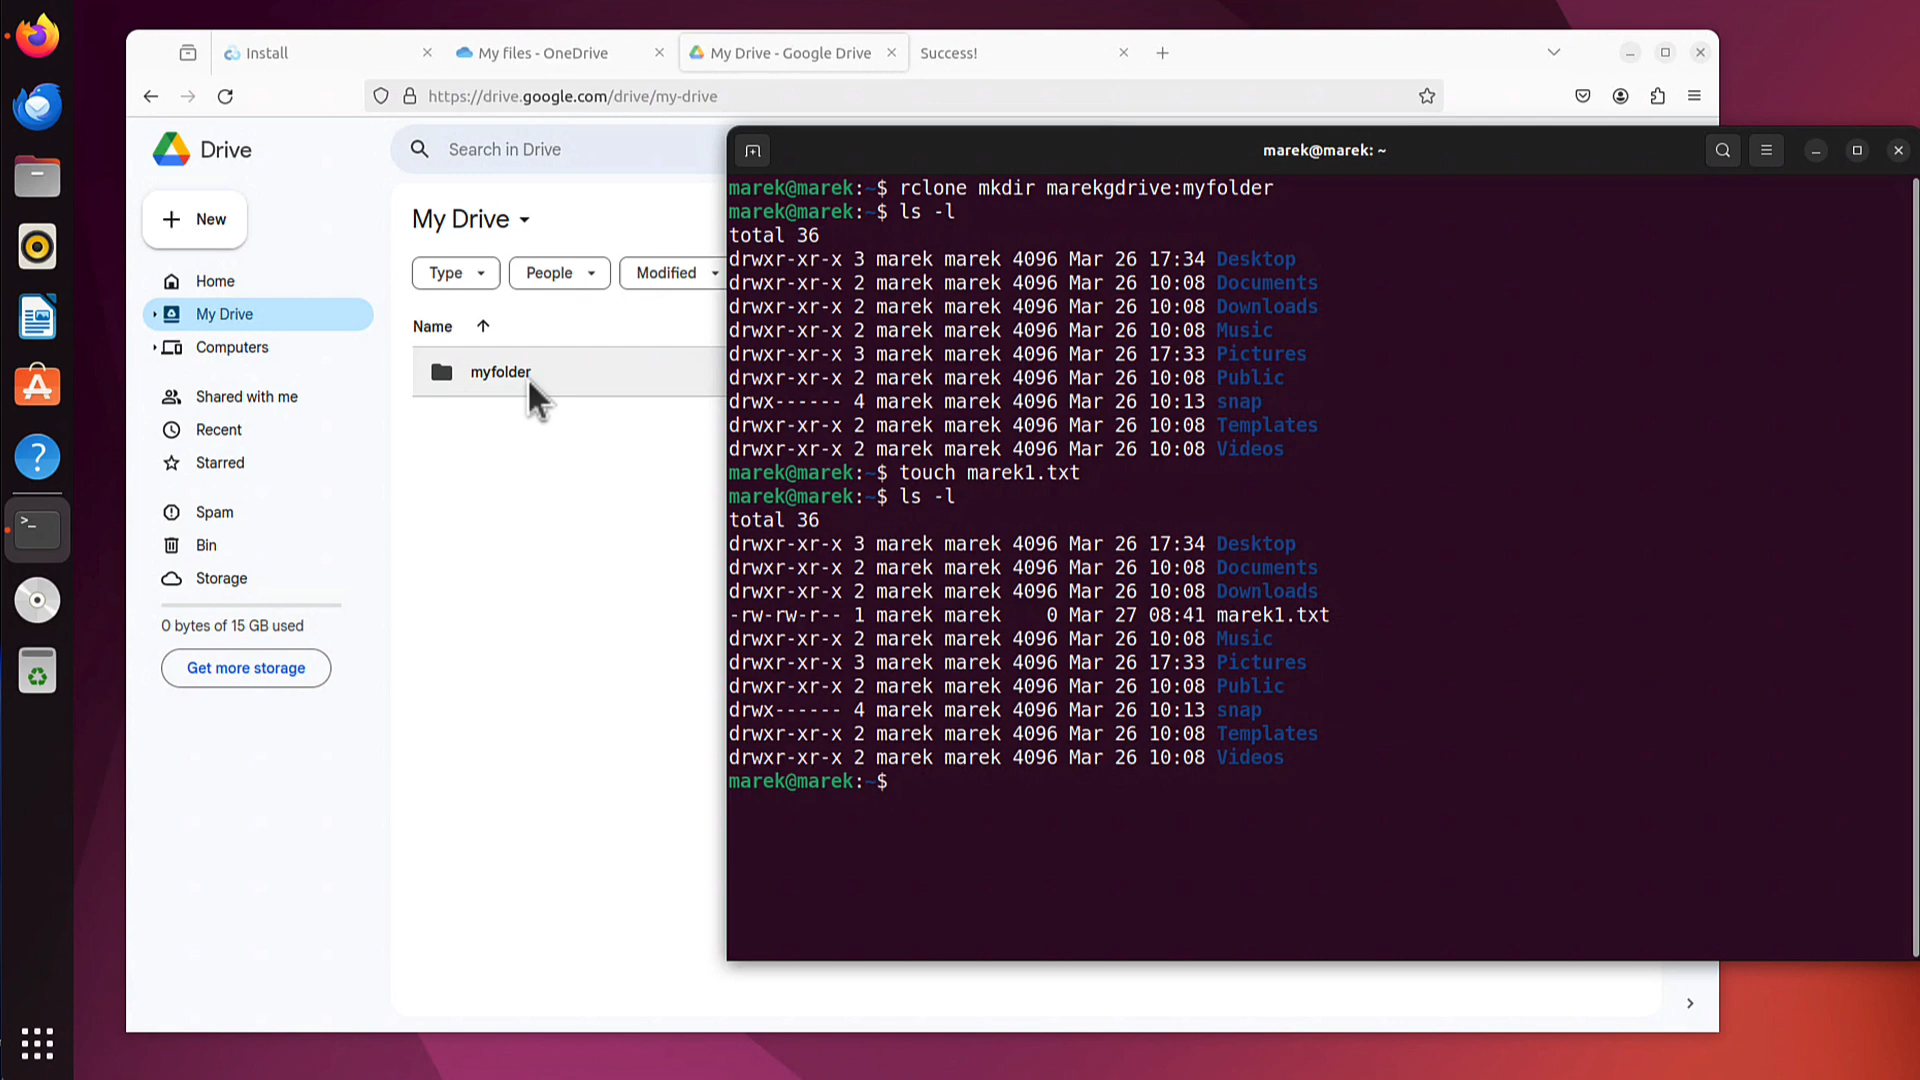 Install
My files - OneDrive
My Drive - Google Drive
Success!
https://drive.google.com/drive/my-drive
Drive
Search in Drive
New
Home
My Drive
Computers
Shared with me
Recent
Starred
Spam
Bin
Storage
0 bytes of 15 GB used
Get more storage
My Drive
Type
People
Modified
Name
myfolder
marek@marek: ~
marek@marek:~$ rclone mkdir marekgdrive:myfolder
marek@marek:~$ ls -l
total 36
drwxr-xr-x 3 marek marek 4096 Mar 26 17:34 Desktop
drwxr-xr-x 2 marek marek 4096 Mar 26 10:08 Documents
drwxr-xr-x 2 marek marek 4096 Mar 26 10:08 Downloads
drwxr-xr-x 2 marek marek 4096 Mar 26 10:08 Music
drwxr-xr-x 3 marek marek 4096 Mar 26 17:33 Pictures
drwxr-xr-x 2 marek marek 4096 Mar 26 10:08 Public
drwx------ 4 marek marek 4096 Mar 26 10:13 snap
drwxr-xr-x 2 marek marek 4096 Mar 26 10:08 Templates
drwxr-xr-x 2 marek marek 4096 Mar 26 10:08 Videos
marek@marek:~$ touch marek1.txt
marek@marek:~$ ls -l
total 36
drwxr-xr-x 3 marek marek 4096 Mar 26 17:34 Desktop
drwxr-xr-x 2 marek marek 4096 Mar 26 10:08 Documents
drwxr-xr-x 2 marek marek 4096 Mar 26 10:08 Downloads
-rw-rw-r-- 1 marek marek    0 Mar 27 08:41 marek1.txt
drwxr-xr-x 2 marek marek 4096 Mar 26 10:08 Music
drwxr-xr-x 3 marek marek 4096 Mar 26 17:33 Pictures
drwxr-xr-x 2 marek marek 4096 Mar 26 10:08 Public
drwx------ 4 marek marek 4096 Mar 26 10:13 snap
drwxr-xr-x 2 marek marek 4096 Mar 26 10:08 Templates
drwxr-xr-x 2 marek marek 4096 Mar 26 10:08 Videos
marek@marek:~$